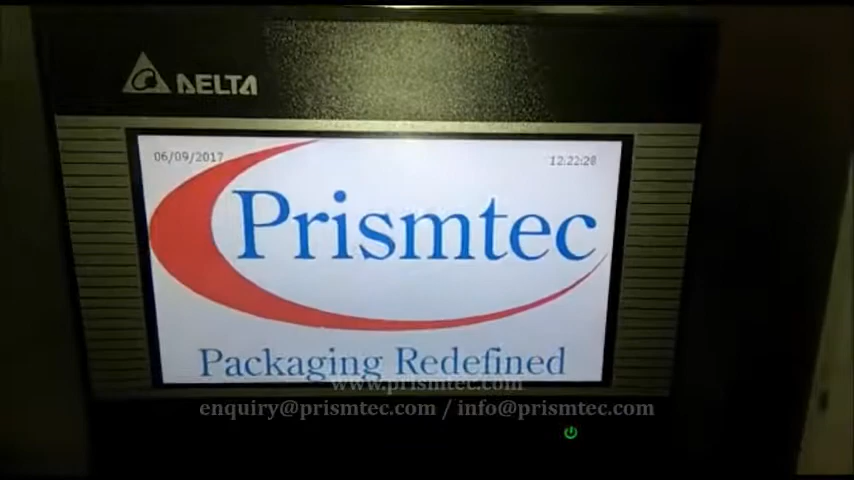 DELTA
06/09/2017 12:22:28
Prismtec
Packaging Redefined
www.prismtec.com
enquiry@prismtec.com / info@prismtec.com